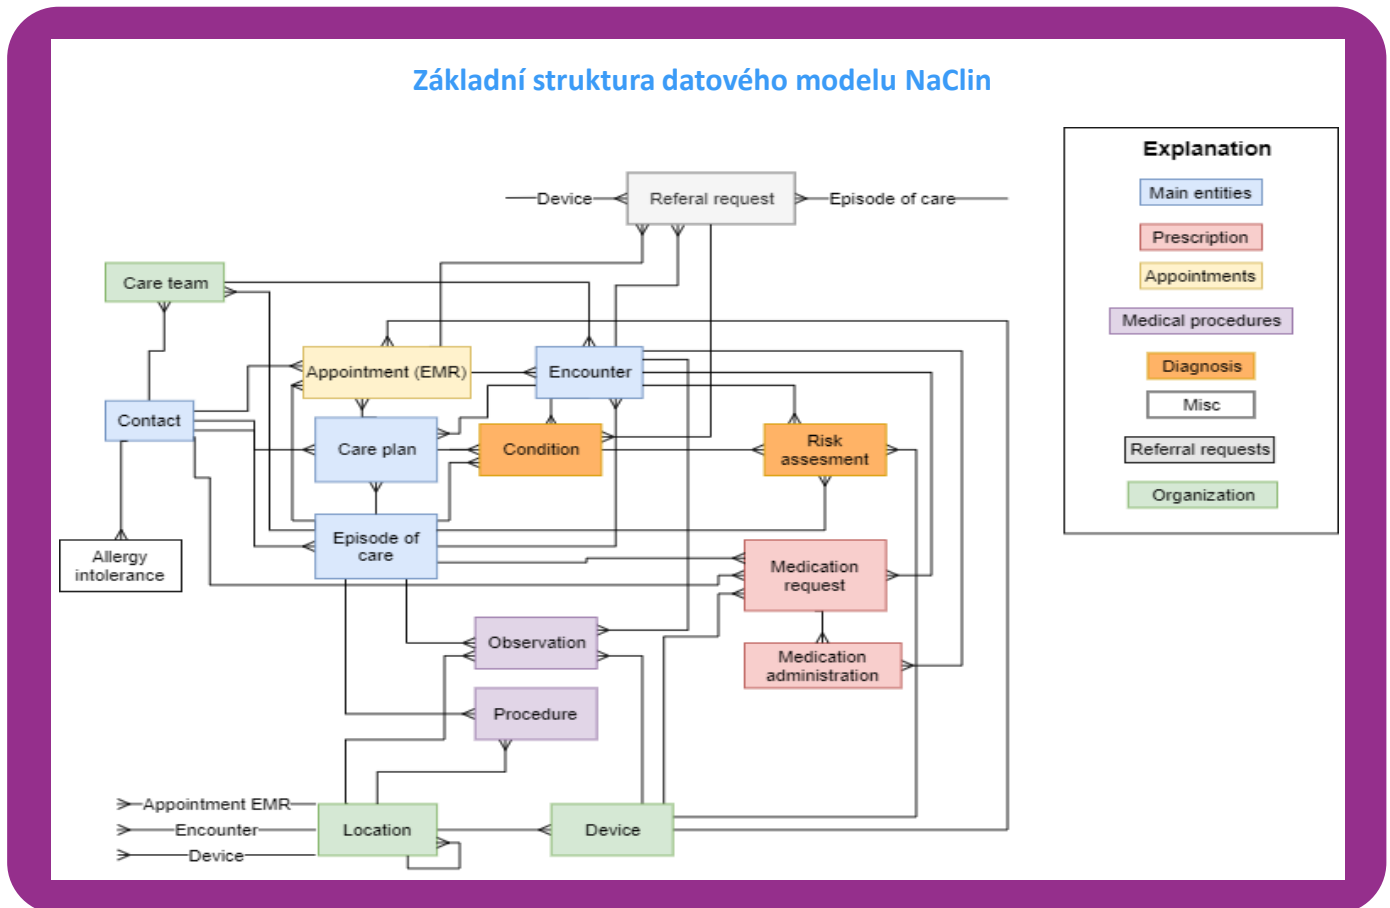 Základní struktura datového modelu NaClin
Explanation
Main entities
Prescription
Appointments
Medical procedures
Diagnosis
Misc
Referral requests
Organization
Device
Referal request
Episode of care
Care team
Appointment (EMR)
Encounter
Contact
Care plan
Condition
Risk
assesment
Episode of
care
Allergy
intolerance
Medication
request
Observation
Medication
administration
Procedure
Appointment EMR
Encounter
Device
Location
Device